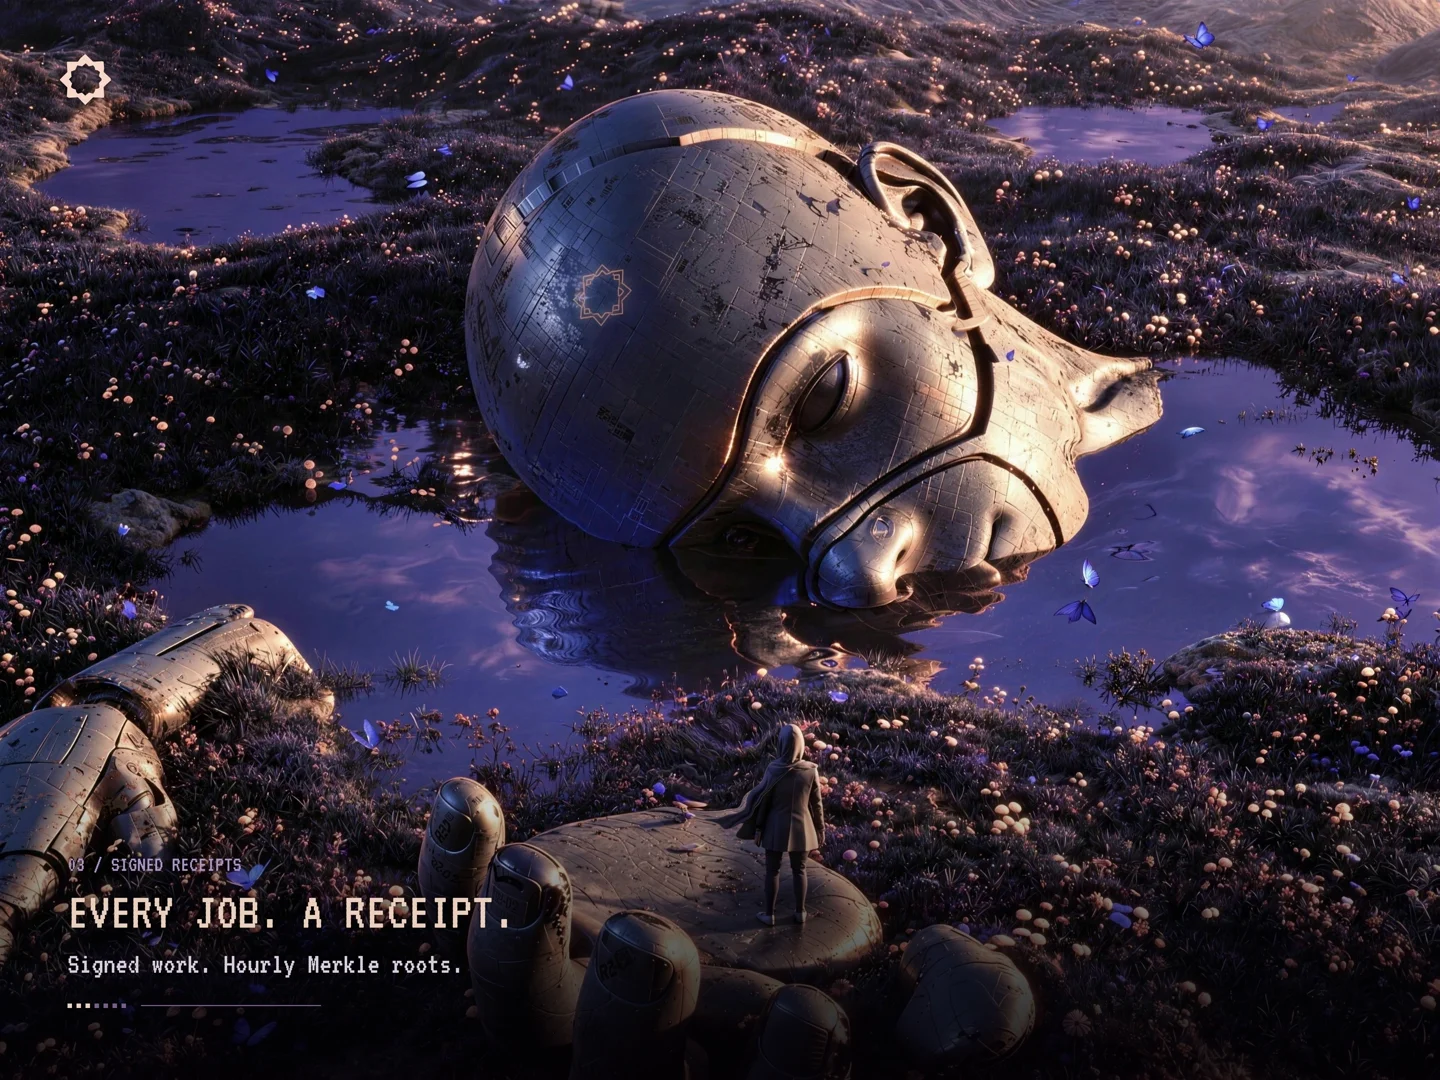 03 / SIGNED RECEIPTS
EVERY JOB. A RECEIPT.
Signed work. Hourly Merkle roots.